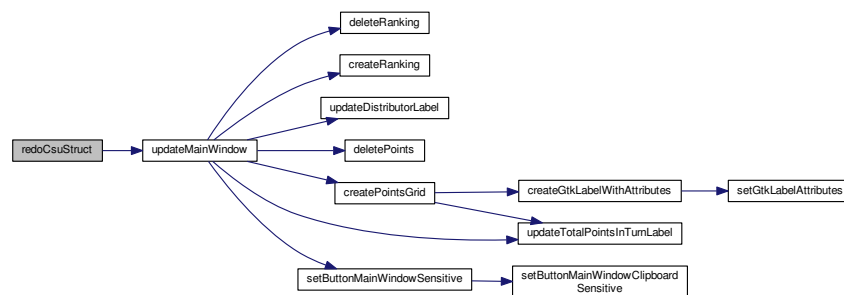 deleteRanking
createRanking
updateDistributorLabel
redoCsuStruct
updateMainWindow
deletePoints
createPointsGrid
createGtkLabelWithAttributes
setGtkLabelAttributes
updateTotalPointsInTurnLabel
setButtonMainWindowSensitive
setButtonMainWindowClipboard
Sensitive